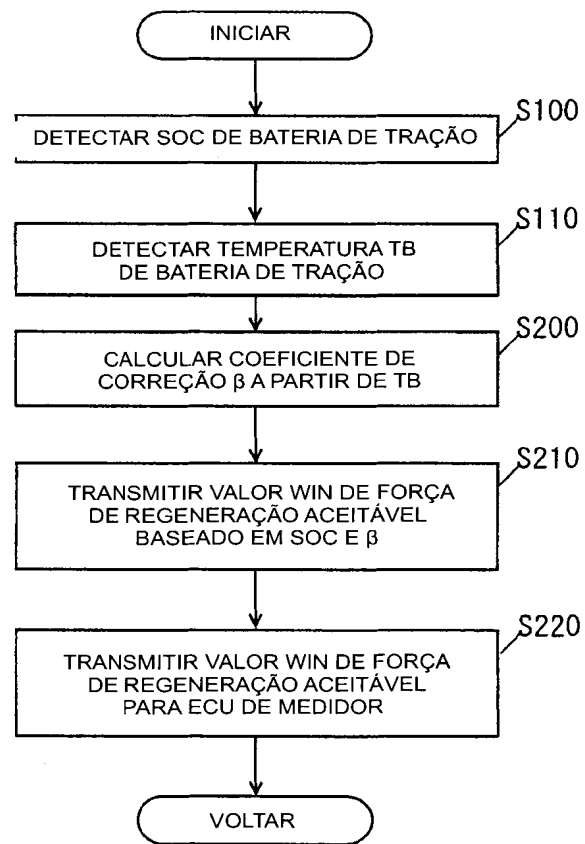 INICIAR
S100
DETECTAR SOC DE BATERIA DE TRAÇÃO
S110
DETECTAR TEMPERATURA TB
DE BATERIA DE TRAÇÃO
S200
CALCULAR COEFICIENTE DE
CORREÇÃO β A PARTIR DE TB
S210
TRANSMITIR VALOR WIN DE FORÇA
DE REGENERAÇÃO ACEITÁVEL
BASEADO EM SOC E β
S220
TRANSMITIR VALOR WIN DE FORÇA
DE REGENERAÇÃO ACEITÁVEL
PARA ECU DE MEDIDOR
VOLTAR